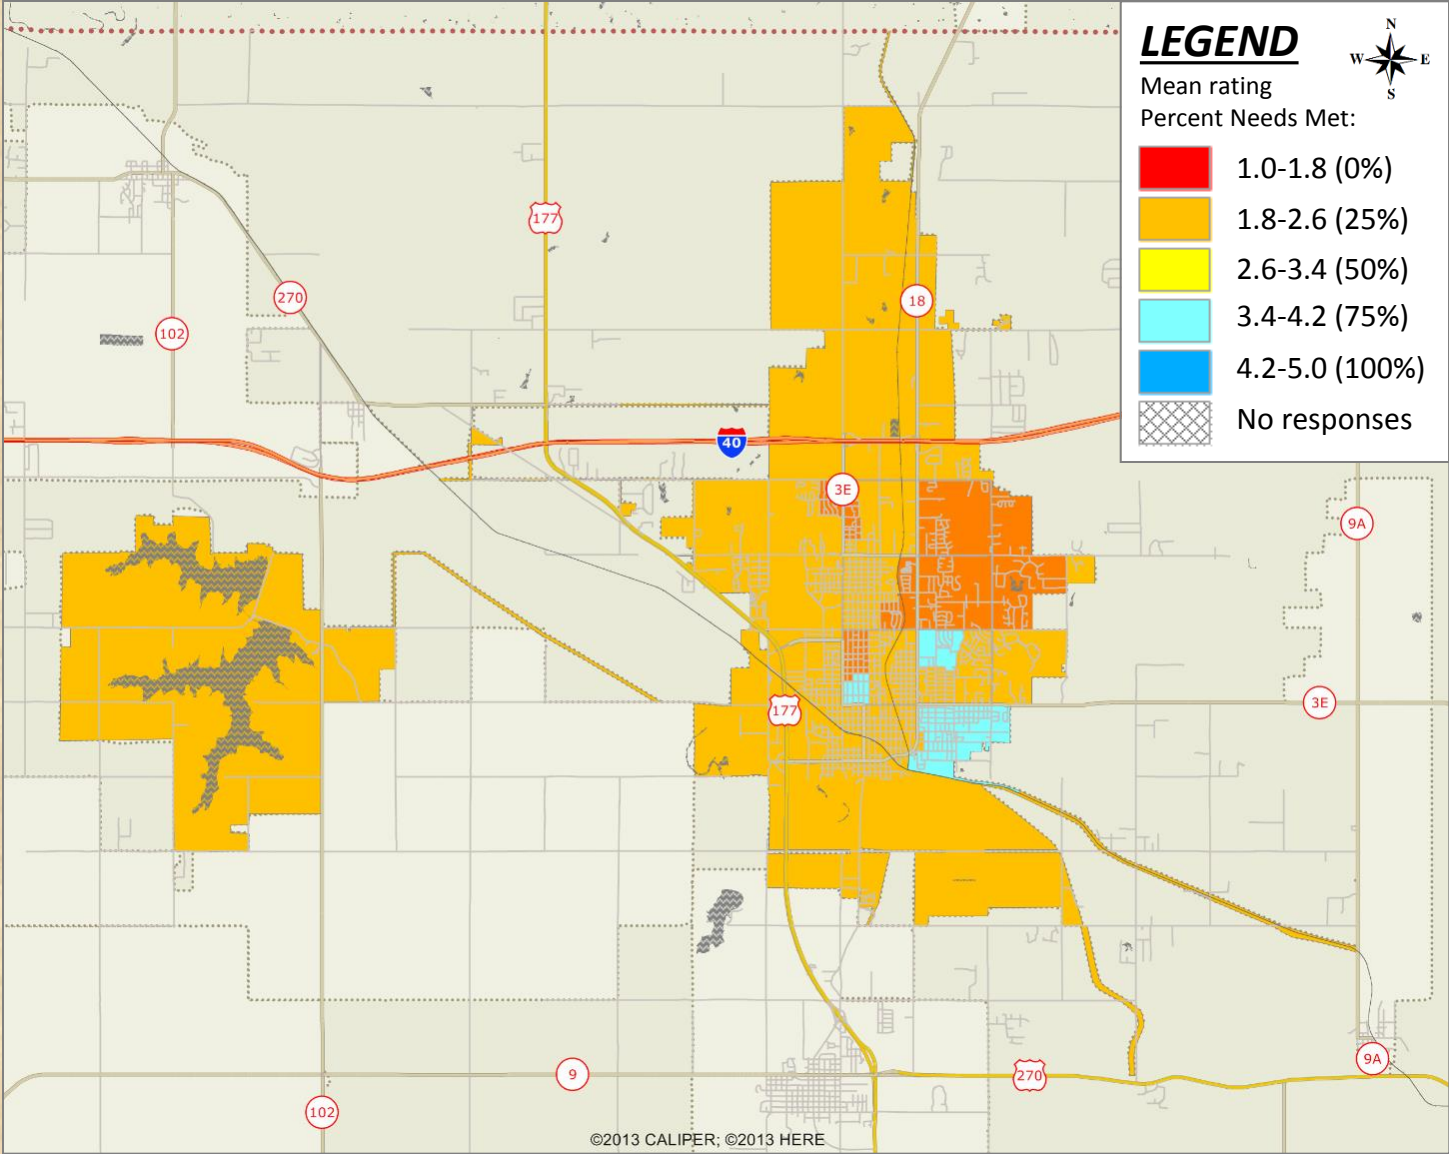 LEGEND
N
W E
S
Mean rating
Percent Needs Met:
1.0-1.8 (0%)
1.8-2.6 (25%)
2.6-3.4 (50%)
3.4-4.2 (75%)
4.2-5.0 (100%)
No responses
177
270
18
102
40
3E
9A
3E
177
9
270
9A
102
©2013 CALIPER; ©2013 HERE